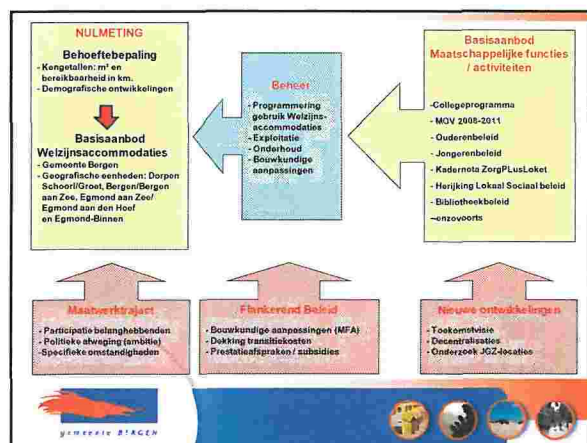 NULMETING
Behoeftebepaling
- Kengetallen: m² en
bereikbaarheid in km.
- Demografische ontwikkelingen
Basisaanbod
Welzijnsaccommodaties
- Gemeente Bergen
- Geografische eenheden: Dorpen
Schoorl/Groet, Bergen/Bergen
aan Zee, Egmond aan Zee/
Egmond aan den Hoef
en Egmond-Binnen
Beheer
- Programmering
gebruik Welzijns-
accommodaties
- Exploitatie
- Onderhoud
- Bouwkundige
aanpassingen
Basisaanbod
Maatschappelijke functies
/ activiteiten
-Collegeprogramma
- MOV 2008-2011
- Ouderenbeleid
- Jongerenbeleid
- Kadernota ZorgPLusLoket
- Herijking Lokaal Sociaal beleid
- Bibliotheekbeleid
-enzovoorts
Maatwerktraject
- Participatie belanghebbenden
- Politieke afweging (ambitie)
- Specifieke omstandigheden
Flankerend Beleid
- Bouwkundige aanpassingen (MFA)
- Dekking transitiekosten
- Prestatieafspraken / subsidies
Nieuwe ontwikkelingen
- Toekomstvisie
- Decentralisaties
- Onderzoek JGZ-locaties
gemeente BERGEN